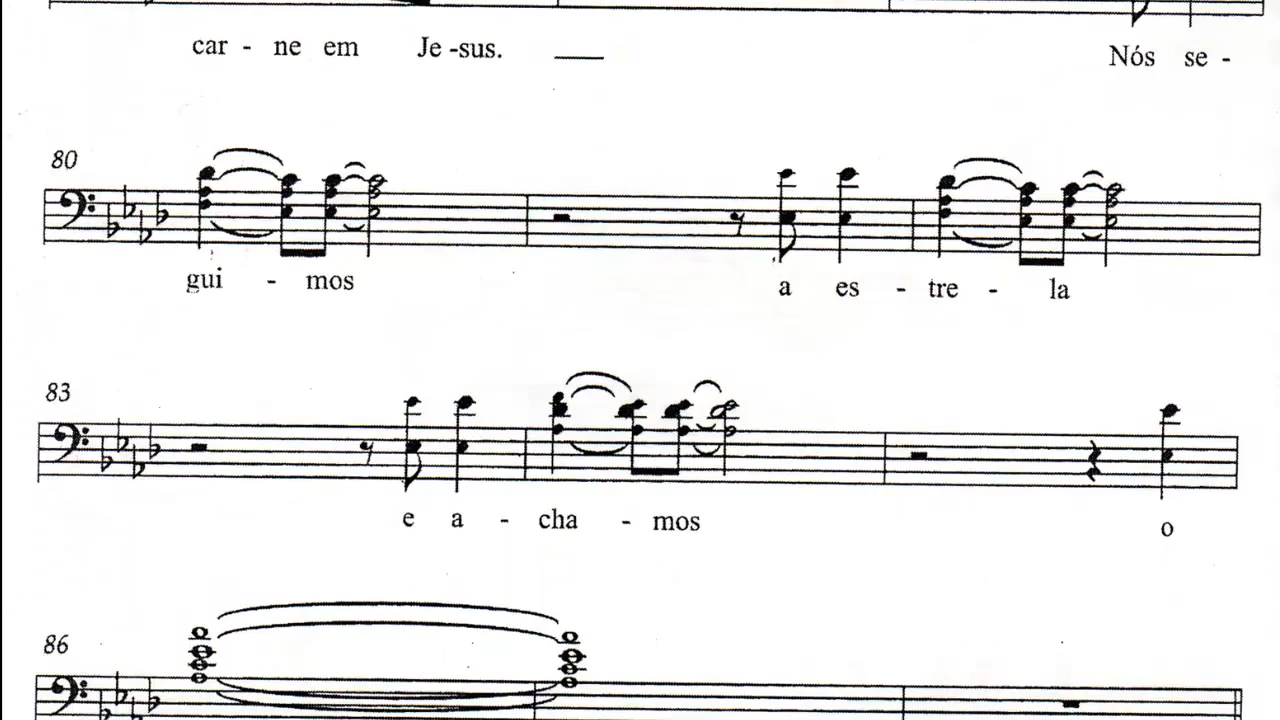 car - ne em Je -sus. ___ Nós se -
80
gui - mos a es - tre - la
83
e a - cha - mos o
86